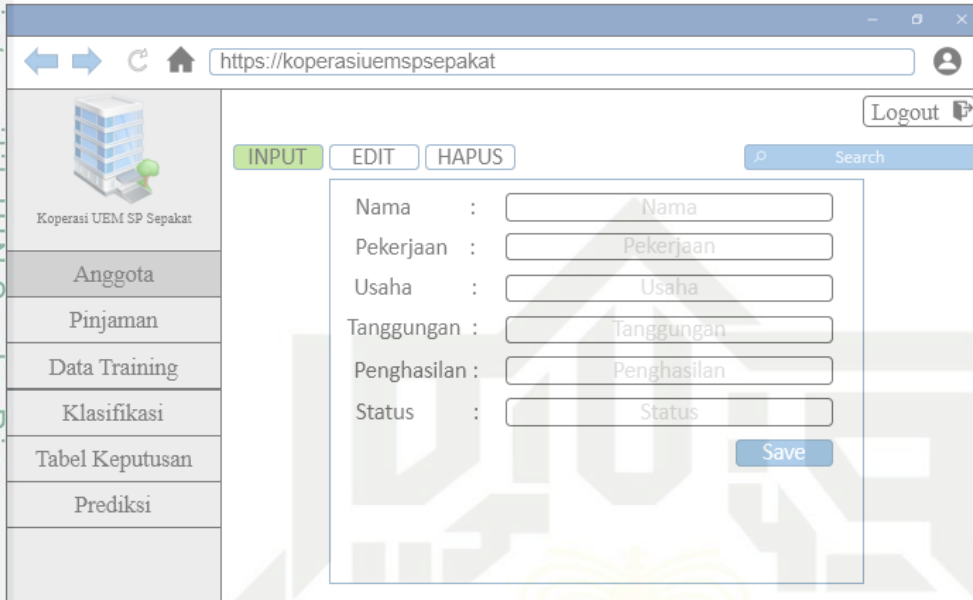 https://koperasiuemspsepakat
Logout
INPUT EDIT HAPUS Search
Koperasi UEM SP Sepakat
Anggota
Pinjaman
Data Training
Klasifikasi
Tabel Keputusan
Prediksi
Nama : Nama
Pekerjaan : Pekerjaan
Usaha : Usaha
Tanggungan : Tanggungan
Penghasilan : Penghasilan
Status : Status
Save